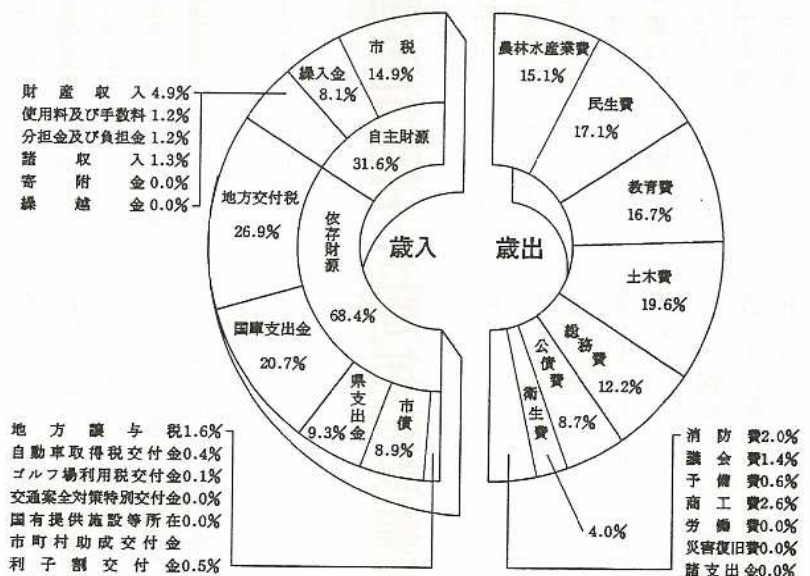 財産収入 4.9%
使用料及び手数料 1.2%
分担金及び負担金 1.2%
諸収入 1.3%
寄附金 0.0%
繰越金 0.0%
市税
14.9%
繰入金
8.1%
自主財源
31.6%
地方交付税
26.9%
依存財源
68.4%
国庫支出金
20.7%
県支出金
9.3%
市債
8.9%
歳入
地方譲与税1.6%
自動車取得税交付金0.4%
ゴルフ場利用税交付金0.1%
交通案全対策特別交付金0.0%
国有提供施設等所在0.0%
市町村助成交付金
利子割交付金0.5%
歳出
農林水産業費
15.1%
民生費
17.1%
教育費
16.7%
土木費
19.6%
総務費
12.2%
公債費
8.7%
衛生費
4.0%
消防費2.0%
議会費1.4%
予備費0.6%
商工費2.6%
労働費0.0%
災害復旧費0.0%
諸支出金0.0%